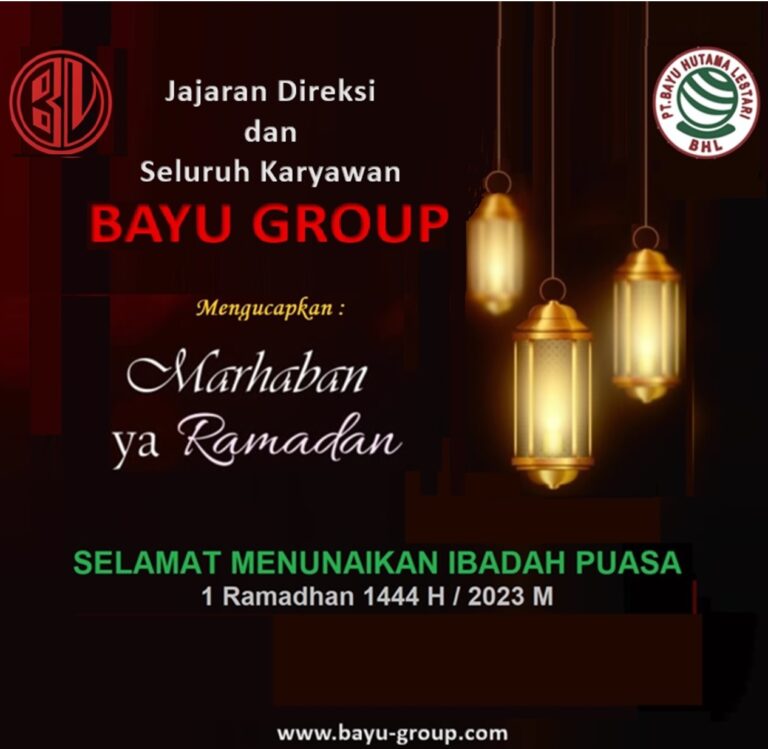 BV
PT.BAYU HUTAMA LESTARI
BHL
Jajaran Direksi
dan
Seluruh Karyawan
BAYU GROUP
Mengucapkan :
Marhaban
ya Ramadan
SELAMAT MENUNAIKAN IBADAH PUASA
1 Ramadhan 1444 H / 2023 M
www.bayu-group.com